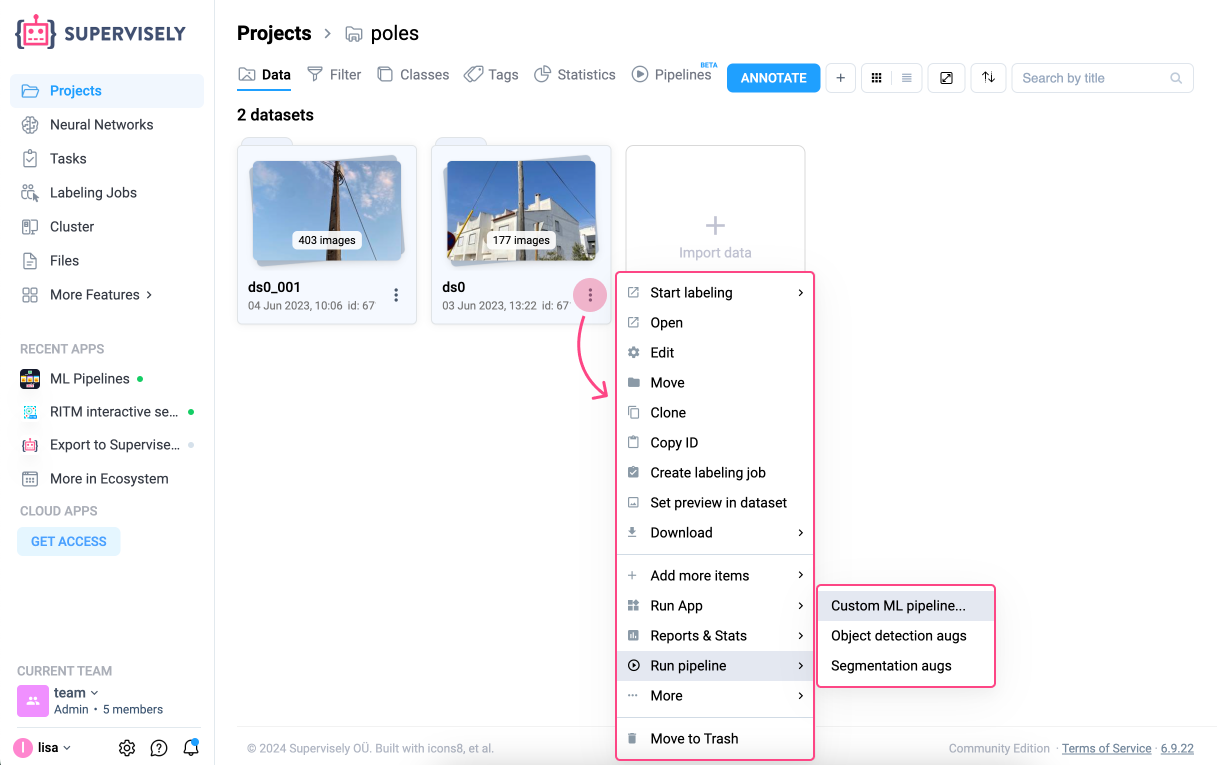 SUPERVISELY
Projects
Neural Networks
Tasks
Labeling Jobs
Cluster
Files
More Features
RECENT APPS
ML Pipelines
RITM interactive se...
Export to Supervise...
More in Ecosystem
CLOUD APPS
GET ACCESS
CURRENT TEAM
team
Admin • 5 members
I lisa
Projects > poles
Data Filter Classes Tags Statistics Pipelines BETA ANNOTATE + Search by title
2 datasets
403 images
ds0_001
04 Jun 2023, 10:06 id: 67
177 images
ds0
03 Jun 2023, 13:22 id: 67
Import data
Start labeling
Open
Edit
Move
Clone
Copy ID
Create labeling job
Set preview in dataset
Download
Add more items
Run App
Reports & Stats
Run pipeline
More
Move to Trash
Custom ML pipeline...
Object detection augs
Segmentation augs
© 2024 Supervisely OÜ. Built with icons8, et al.
Community Edition · Terms of Service · 6.9.22